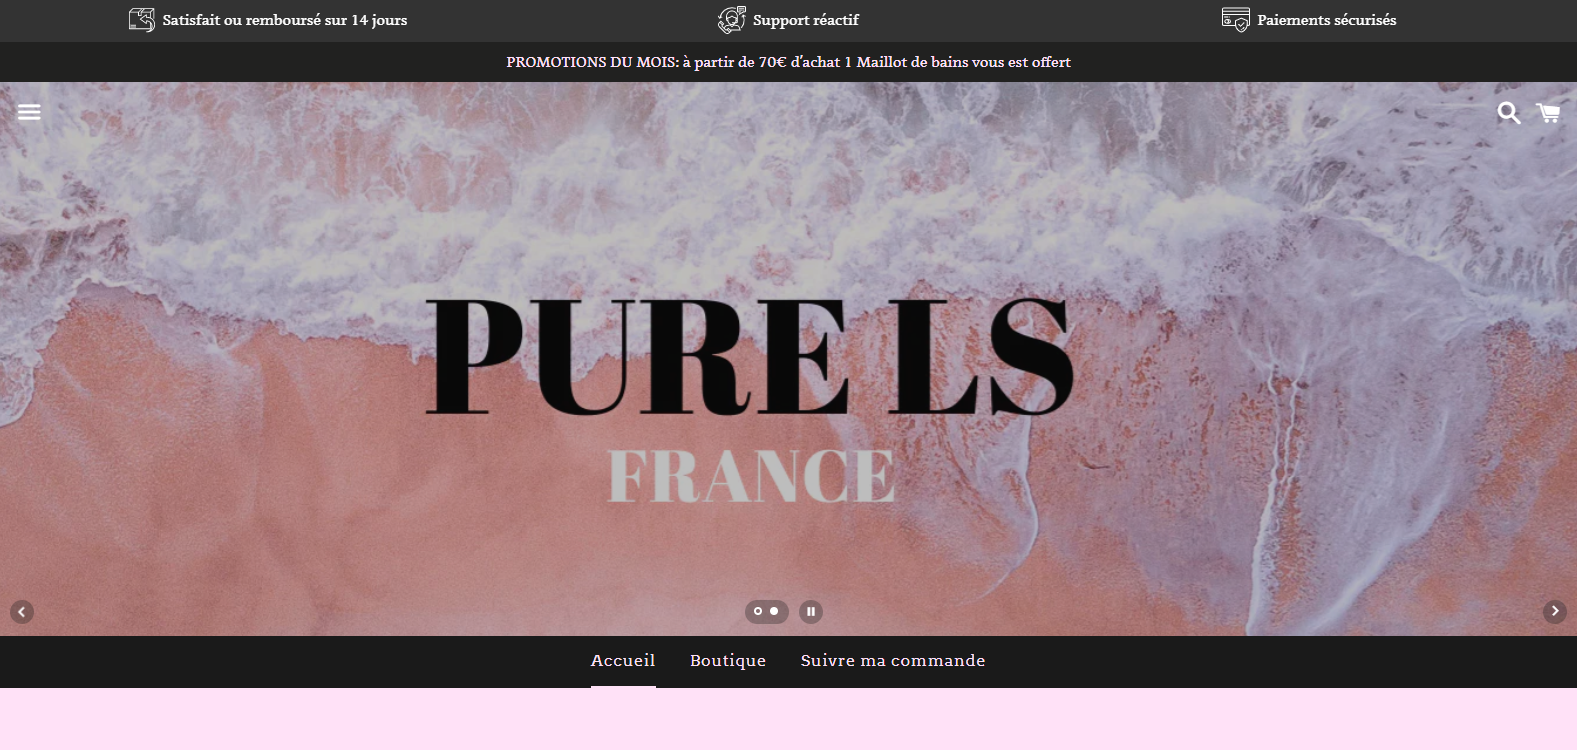 Satisfait ou remboursé sur 14 jours
Support réactif
Paiements sécurisés
PROMOTIONS DU MOIS: à partir de 70€ d'achat 1 Maillot de bains vous est offert
PURE LS
FRANCE
Accueil
Boutique
Suivre ma commande